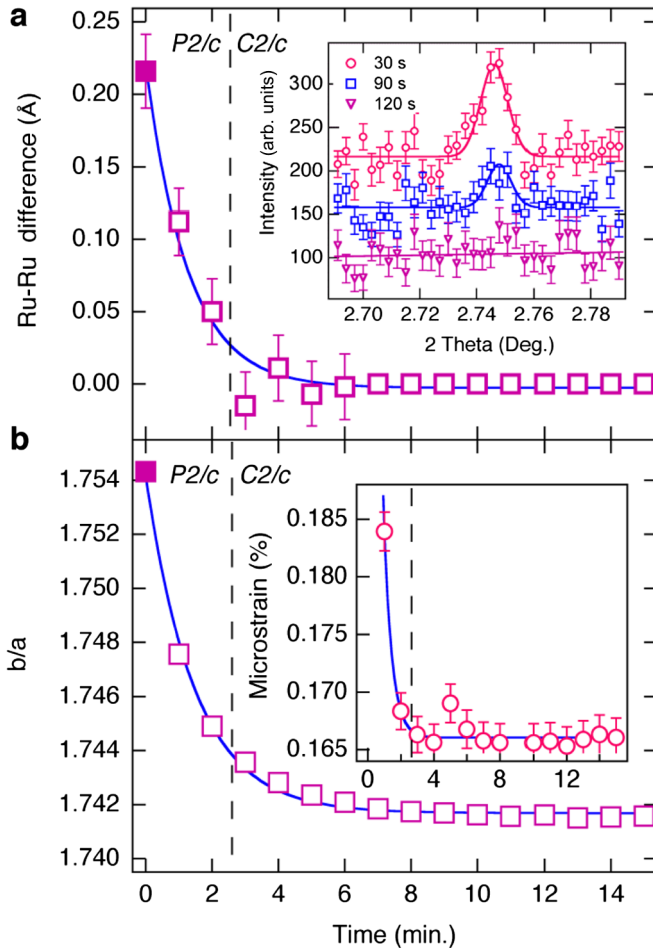 a
P2/c C2/c
0.25
0.20
0.15
0.10
0.05
0.00
Ru-Ru difference (Å)
30 s
90 s
120 s
300
250
200
150
100
Intensity (arb. units)
2.70 2.72 2.74 2.76 2.78
2 Theta (Deg.)
b
P2/c C2/c
1.754
1.752
1.750
1.748
1.746
1.744
1.742
1.740
b/a
0.185
0.180
0.175
0.170
0.165
Microstrain (%)
0 4 8 12
0 2 4 6 8 10 12 14
Time (min.)